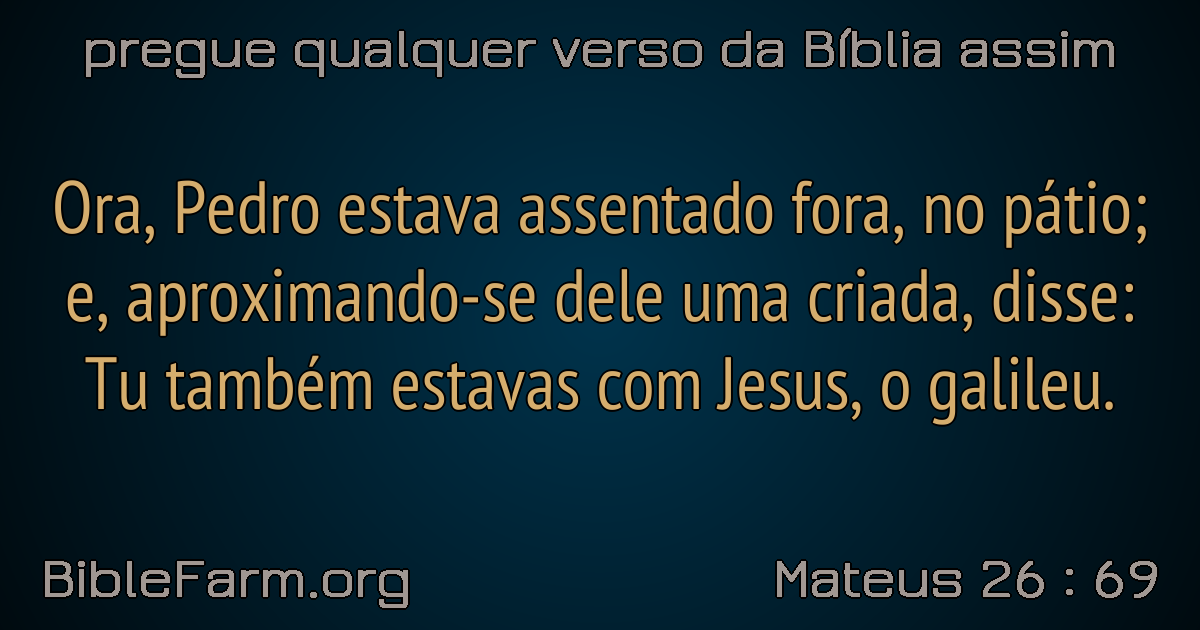 pregue qualquer verso da Bíblia assim
Ora, Pedro estava assentado fora, no pátio;
e, aproximando-se dele uma criada, disse:
Tu também estavas com Jesus, o galileu.
BibleFarm.org
Mateus 26 : 69